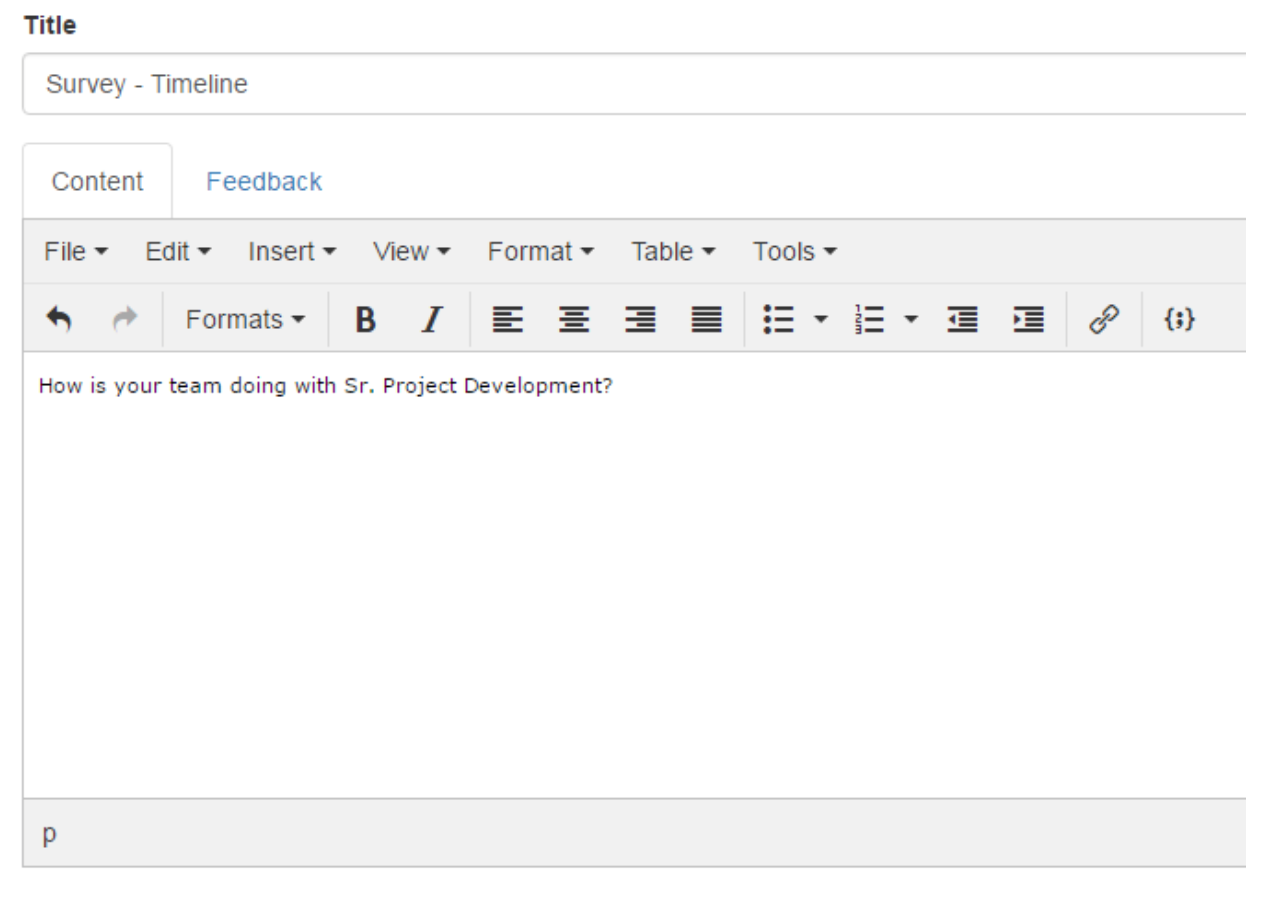 Title
Survey - Timeline
Content Feedback
File Edit Insert View Format Table Tools
Formats B I {;}
How is your team doing with Sr. Project Development?
p